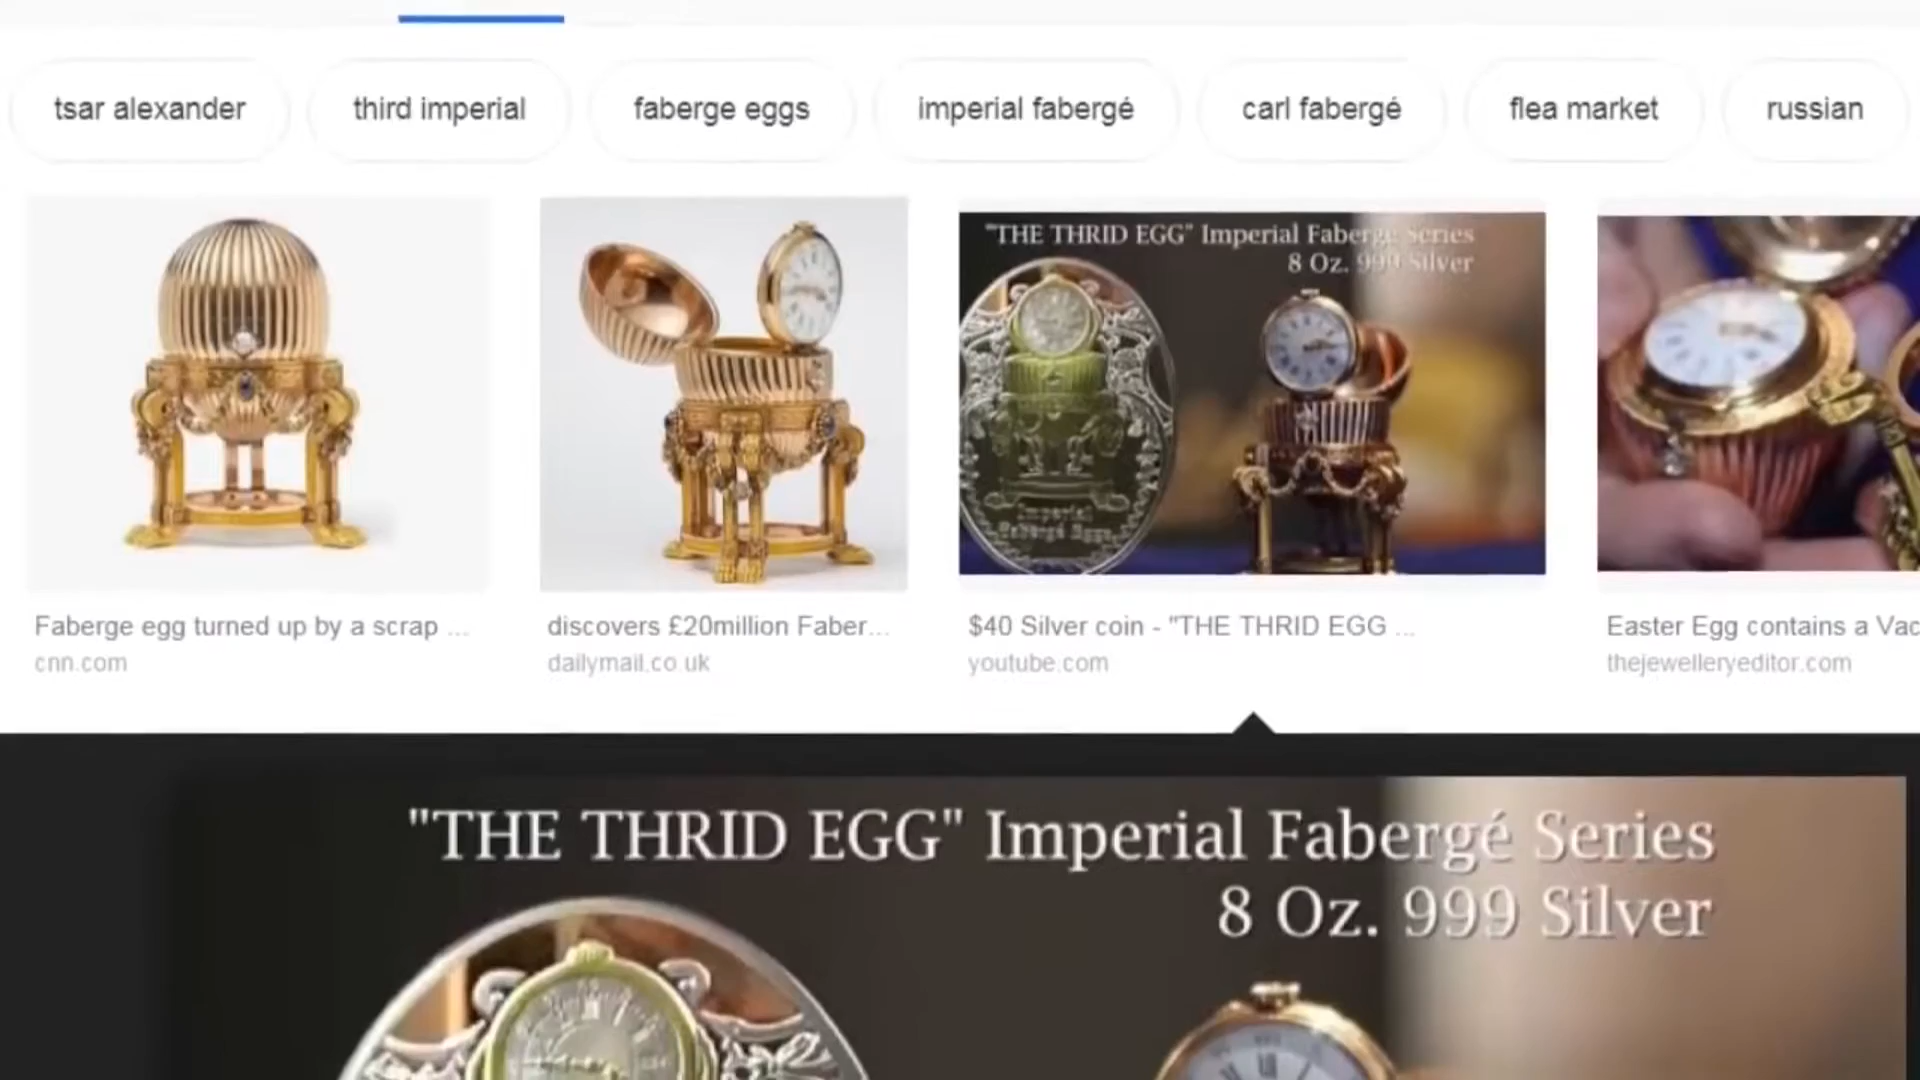 tsar alexander
third imperial
faberge eggs
imperial fabergé
carl fabergé
flea market
russian
"THE THRID EGG" Imperial Faberge Series
8 Oz. 999 Silver
Imperial
Fabergé Eggs
Faberge egg turned up by a scrap ...
cnn.com
discovers £20million Faber...
dailymail.co.uk
$40 Silver coin - "THE THRID EGG ...
youtube.com
Easter Egg contains a Vac
thejewelleryeditor.com
"THE THRID EGG" Imperial Fabergé Series
8 Oz. 999 Silver